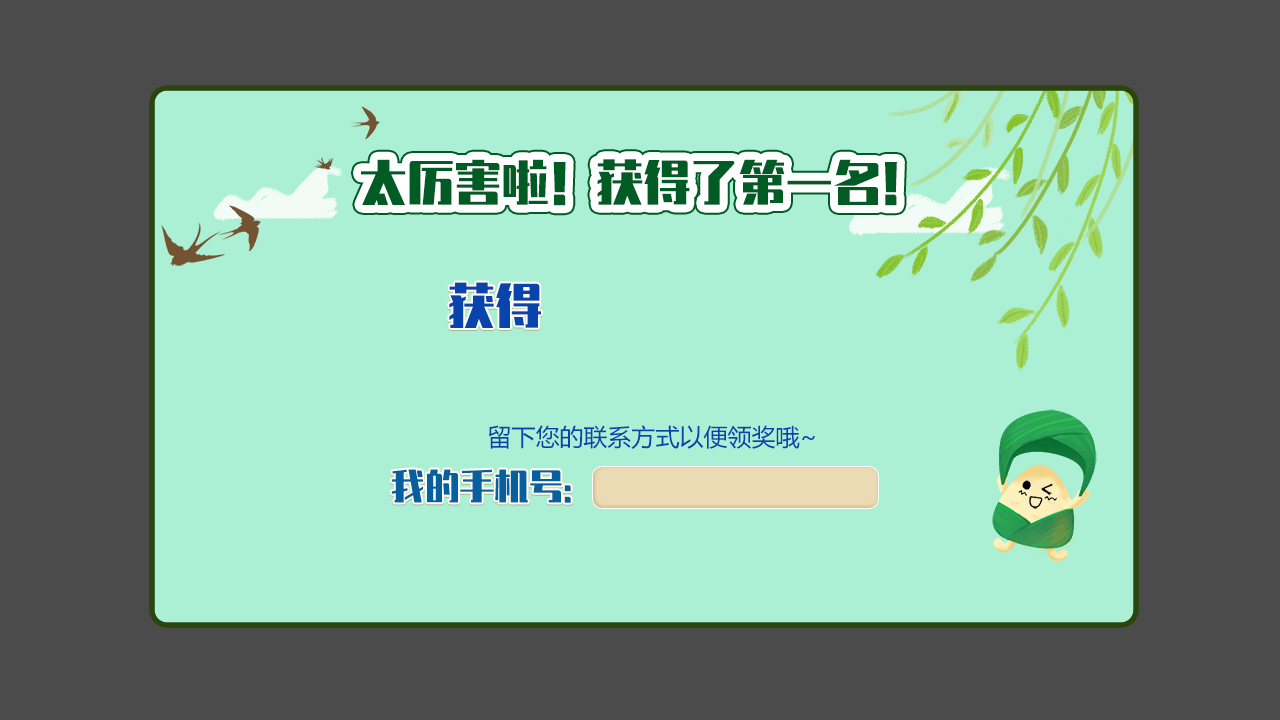 太厉害啦！获得了第一名！
获得
留下您的联系方式以便领奖哦~
我的手机号：